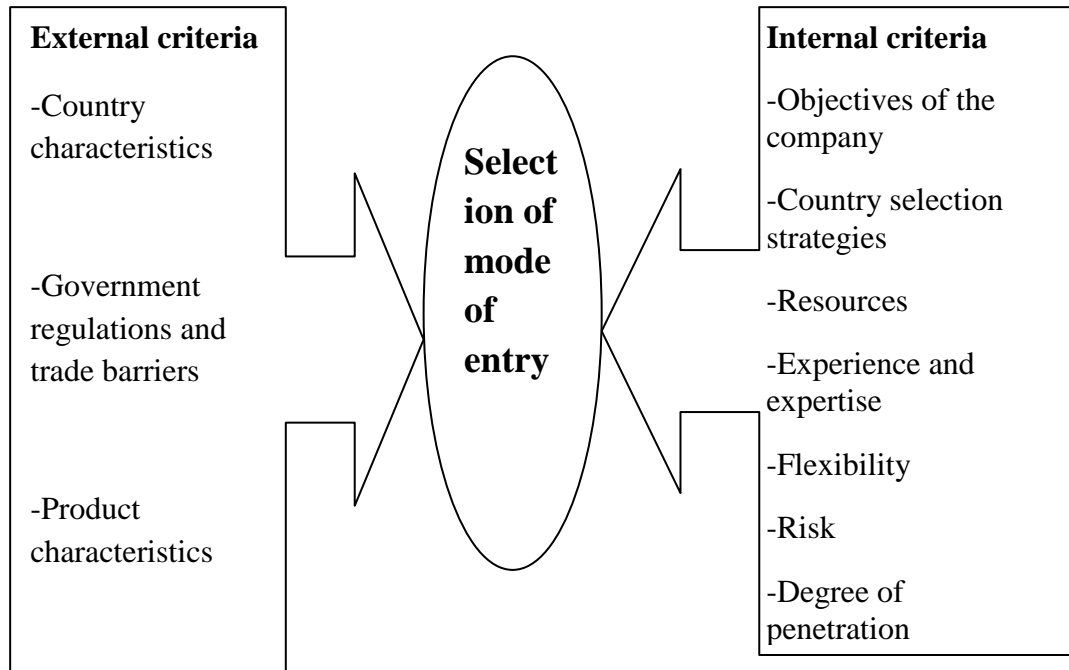 External criteria
-Country
characteristics
-Government
regulations and
trade barriers
-Product
characteristics
Select
ion of
mode
of
entry
Internal criteria
-Objectives of the
company
-Country selection
strategies
-Resources
-Experience and
expertise
-Flexibility
-Risk
-Degree of
penetration